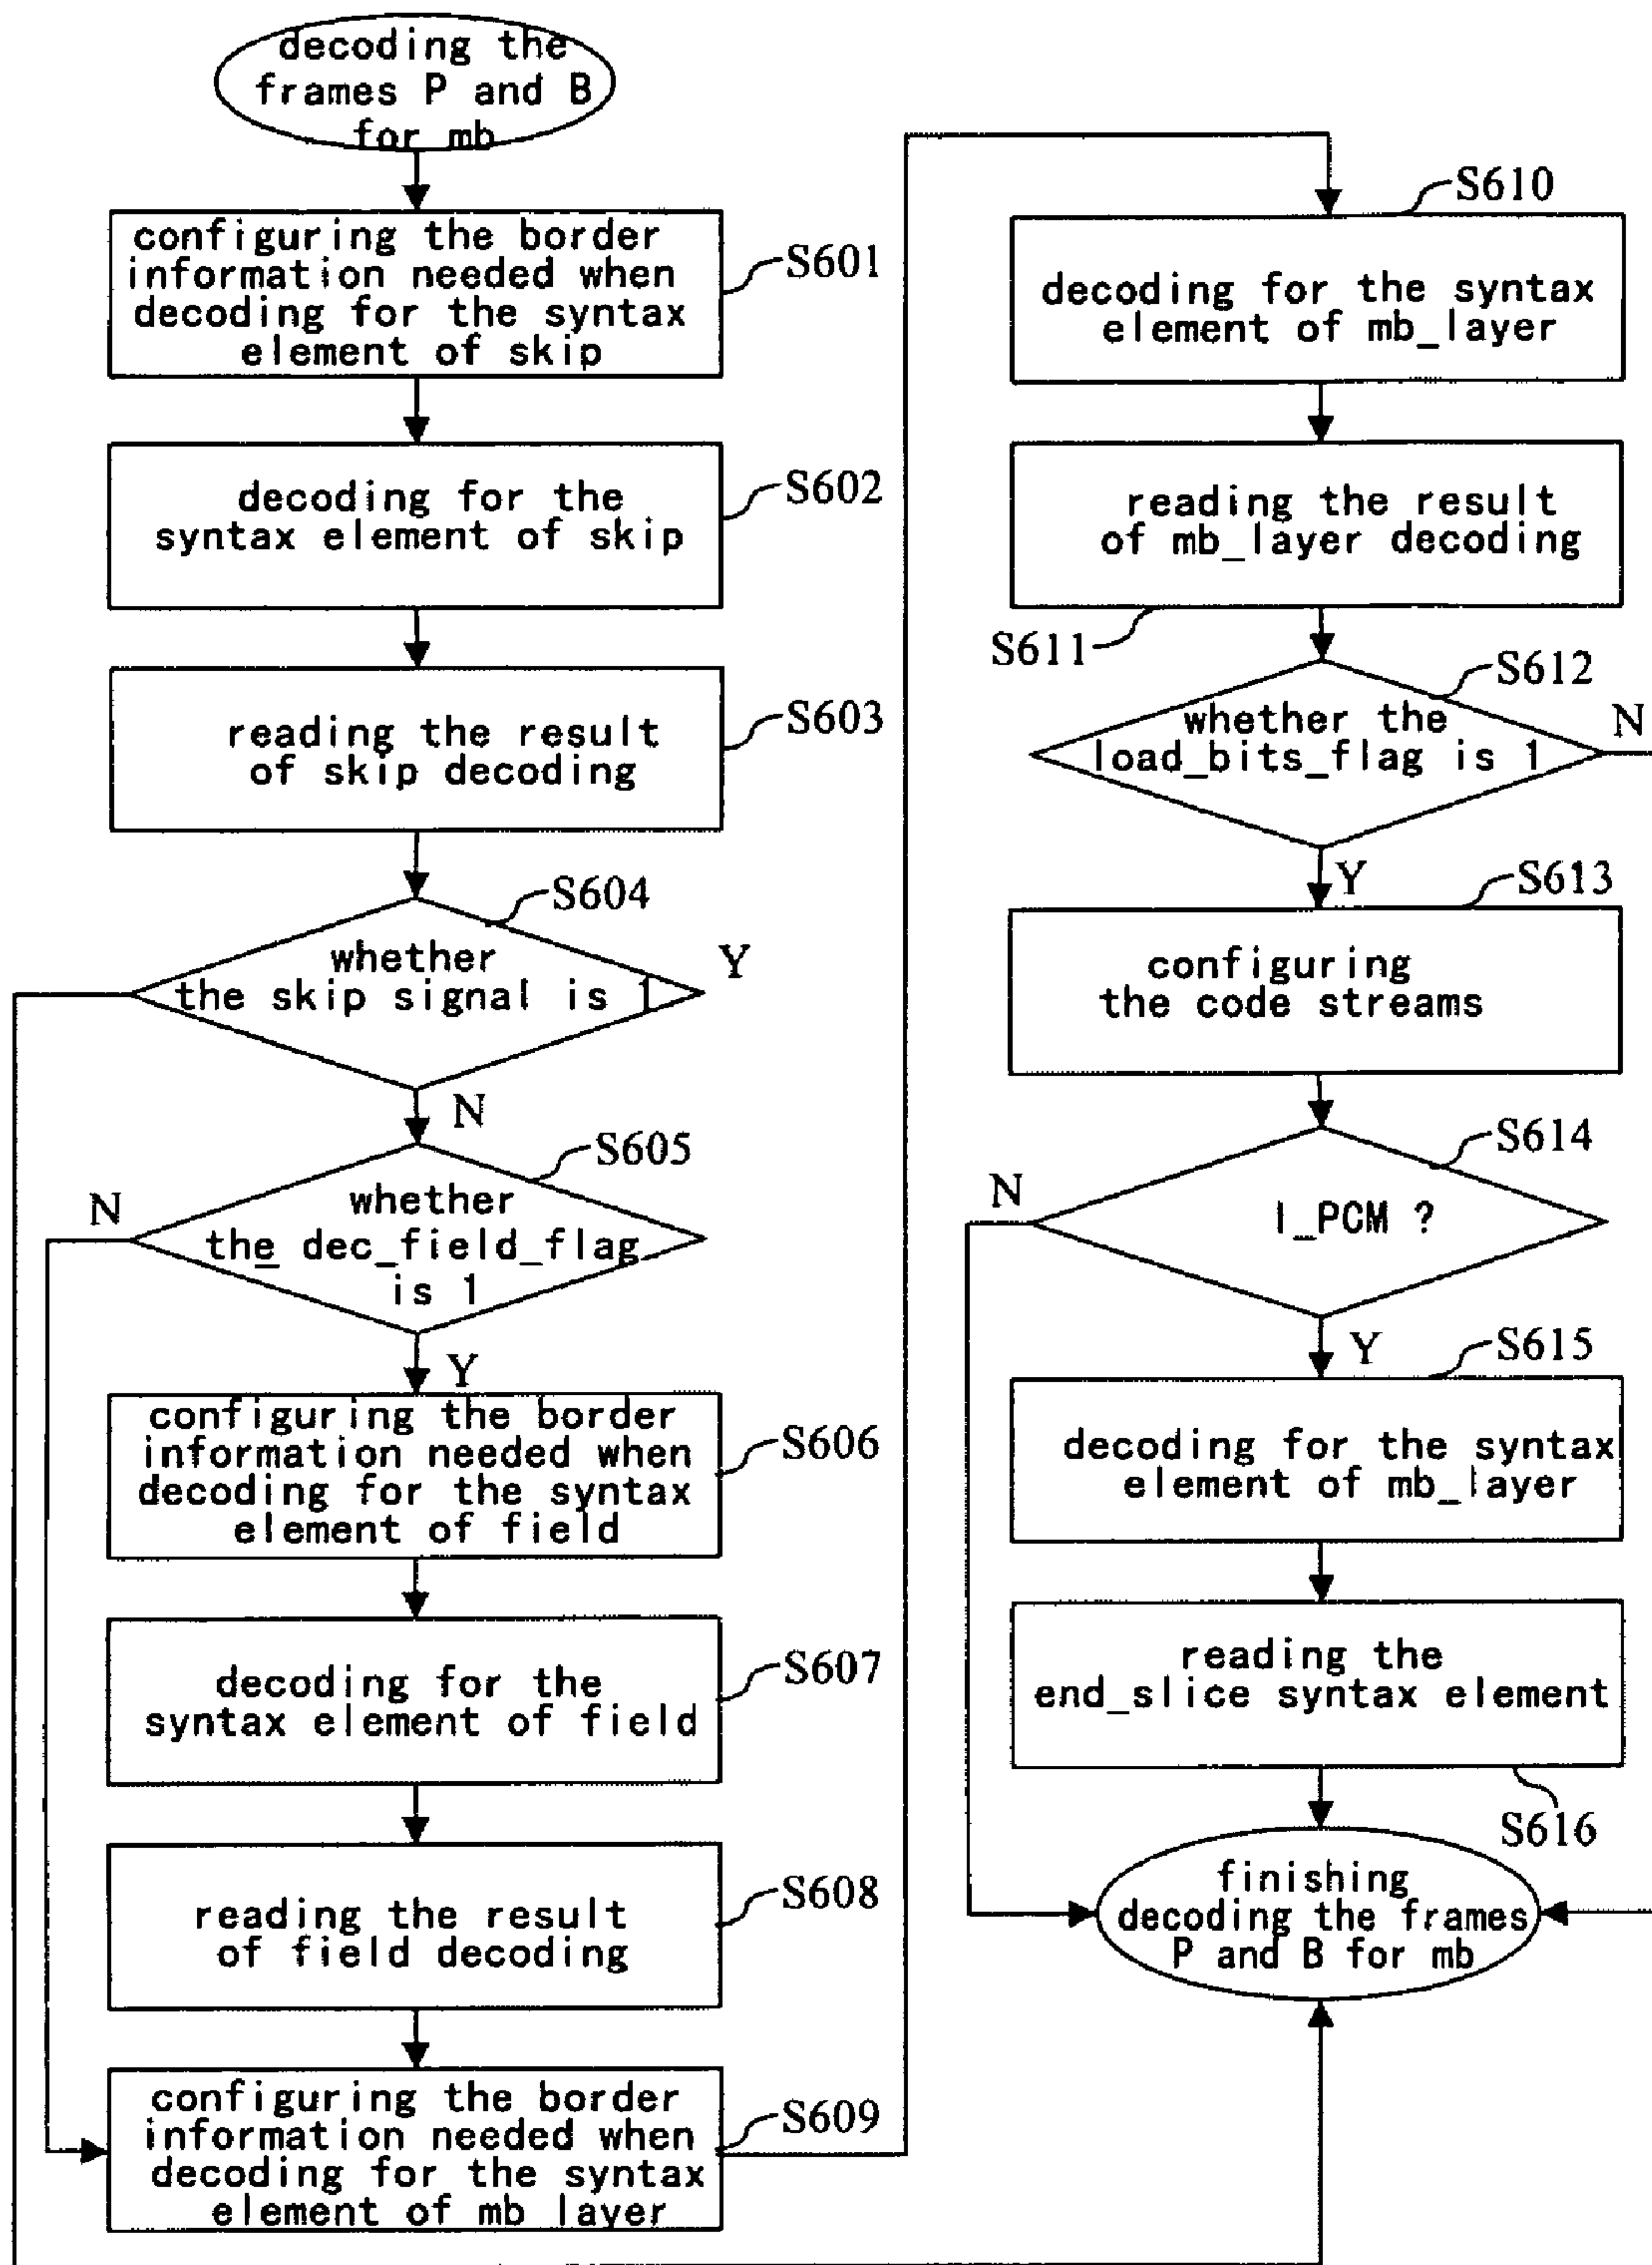 decoding the
frames P and B
for mb
configuring the border
information needed when
decoding for the syntax
element of skip
S601
decoding for the
syntax element of skip
S602
reading the result
of skip decoding
S603
S604
whether
the skip signal is 1
Y
N
S605
whether
the dec_field_flag
is 1
N
Y
configuring the border
information needed when
decoding for the syntax
element of field
S606
decoding for the
syntax element of field
S607
reading the result
of field decoding
S608
configuring the border
information needed when
decoding for the syntax
element of mb layer
S609
S610
decoding for the syntax
element of mb_layer
reading the result
of mb_layer decoding
S611
S612
whether the
load_bits_flag is 1
N
Y
S613
configuring
the code streams
S614
I_PCM ?
N
Y
S615
decoding for the syntax
element of mb_layer
reading the
end_slice syntax element
S616
finishing
decoding the frames
P and B for mb